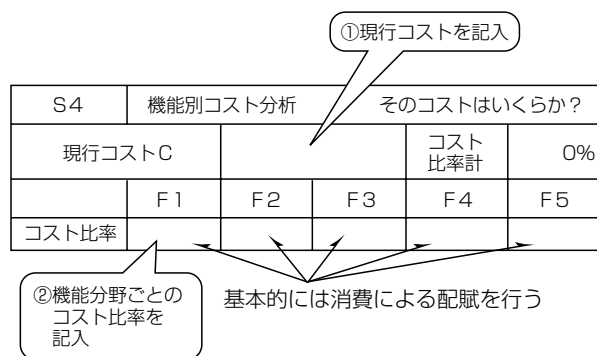 ①現行コストを記入
S4 機能別コスト分析 そのコストはいくらか?
現行コストC コスト比率計 0%
F1 F2 F3 F4 F5
コスト比率
②機能分野ごとの
コスト比率を
記入
基本的には消費による配賦を行う